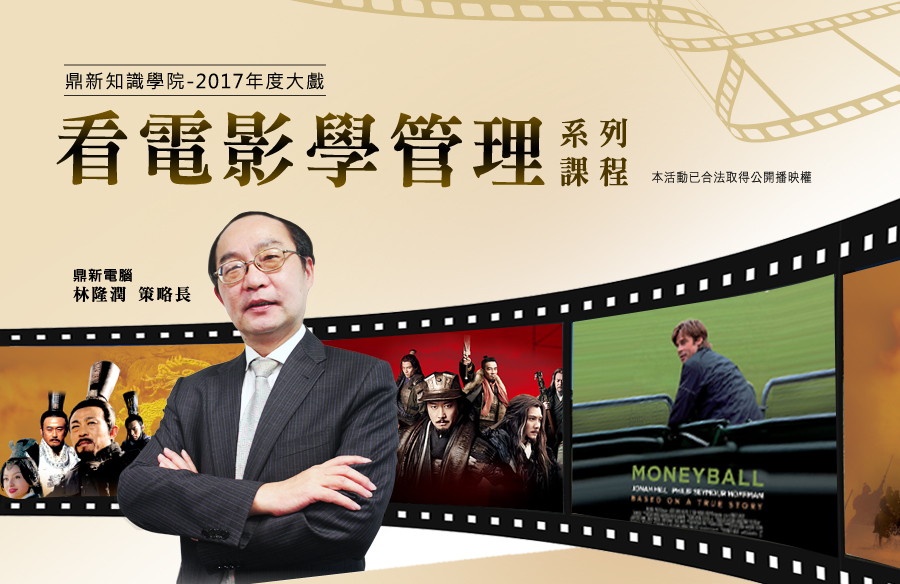 鼎新知識學院-2017年度大戲
看電影學管理
系列
課程
本活動已合法取得公開播映權
鼎新電腦
林隆潤 策略長
MONEYBALL
JONAH HILL PHILIP SEYMOUR HOFFMAN
BASED ON A TRUE STORY